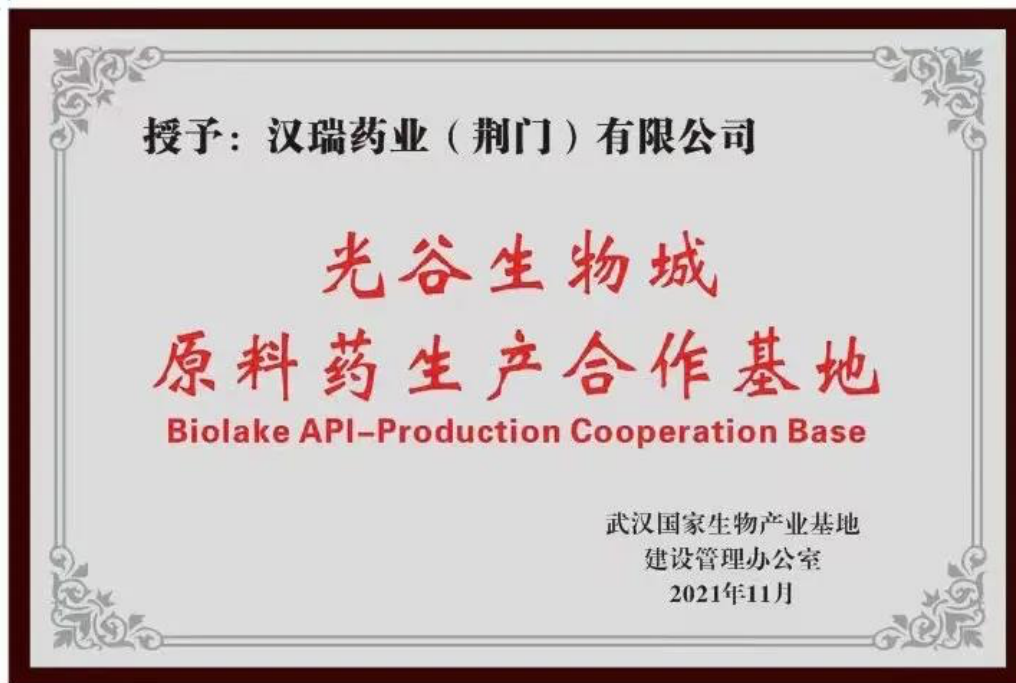 授予：汉瑞药业（荆门）有限公司
光谷生物城
原料药生产合作基地
Biolake API-Production Cooperation Base
武汉国家生物产业基地
建设管理办公室
2021年11月